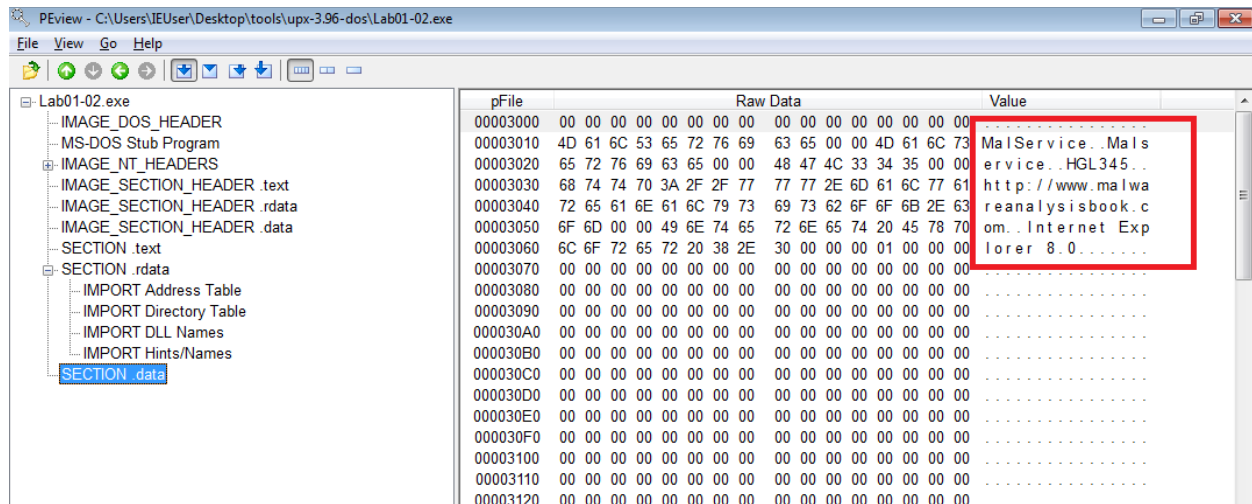 PEview - C:\Users\IEUser\Desktop\tools\upx-3.96-dos\Lab01-02.exe
File View Go Help
Lab01-02.exe
IMAGE_DOS_HEADER
MS-DOS Stub Program
IMAGE_NT_HEADERS
IMAGE_SECTION_HEADER .text
IMAGE_SECTION_HEADER .rdata
IMAGE_SECTION_HEADER .data
SECTION .text
SECTION .rdata
IMPORT Address Table
IMPORT Directory Table
IMPORT DLL Names
IMPORT Hints/Names
SECTION .data
pFile Raw Data Value
00003000 00 00 00 00 00 00 00 00 00 00 00 00 00 00 00 00 ................
00003010 4D 61 6C 53 65 72 76 69 63 65 00 00 4D 61 6C 73 MalService..Mals
00003020 65 72 76 69 63 65 00 00 48 47 4C 33 34 35 00 00 ervice..HGL345..
00003030 68 74 74 70 3A 2F 2F 77 77 77 2E 6D 61 6C 77 61 http://www.malwa
00003040 72 65 61 6E 61 6C 79 73 69 73 62 6F 6F 6B 2E 63 reanalysisbook.c
00003050 6F 6D 00 00 49 6E 74 65 72 6E 65 74 20 45 78 70 om..Internet Exp
00003060 6C 6F 72 65 72 20 38 2E 30 00 00 00 01 00 00 00 lorer 8.0.......
00003070 00 00 00 00 00 00 00 00 00 00 00 00 00 00 00 00 ................
00003080 00 00 00 00 00 00 00 00 00 00 00 00 00 00 00 00 ................
00003090 00 00 00 00 00 00 00 00 00 00 00 00 00 00 00 00 ................
000030A0 00 00 00 00 00 00 00 00 00 00 00 00 00 00 00 00 ................
000030B0 00 00 00 00 00 00 00 00 00 00 00 00 00 00 00 00 ................
000030C0 00 00 00 00 00 00 00 00 00 00 00 00 00 00 00 00 ................
000030D0 00 00 00 00 00 00 00 00 00 00 00 00 00 00 00 00 ................
000030E0 00 00 00 00 00 00 00 00 00 00 00 00 00 00 00 00 ................
000030F0 00 00 00 00 00 00 00 00 00 00 00 00 00 00 00 00 ................
00003100 00 00 00 00 00 00 00 00 00 00 00 00 00 00 00 00 ................
00003110 00 00 00 00 00 00 00 00 00 00 00 00 00 00 00 00 ................
00003120 00 00 00 00 00 00 00 00 00 00 00 00 00 00 00 00 ................